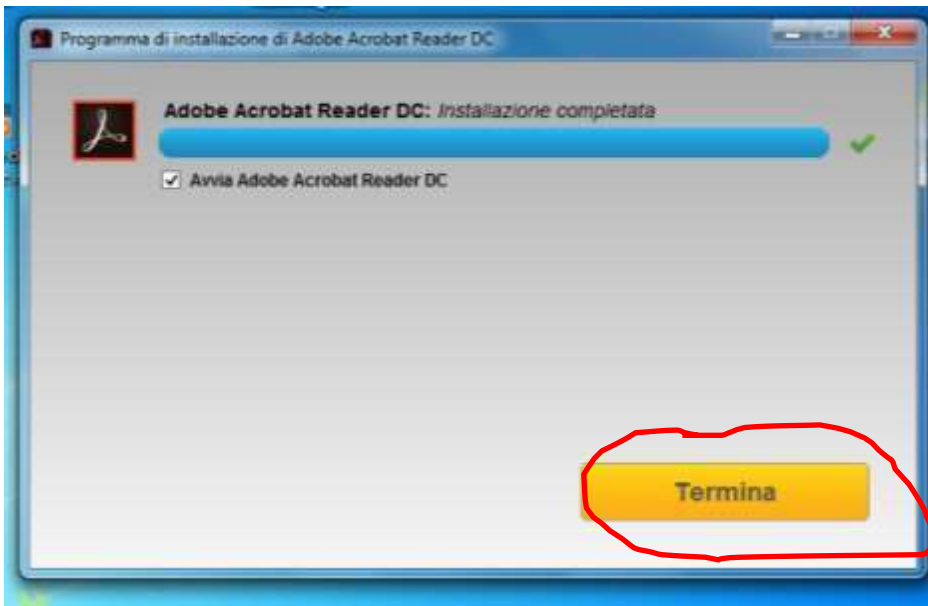 Programma di installazione di Adobe Acrobat Reader DC
Adobe Acrobat Reader DC: Installazione completata
Avvia Adobe Acrobat Reader DC
Termina